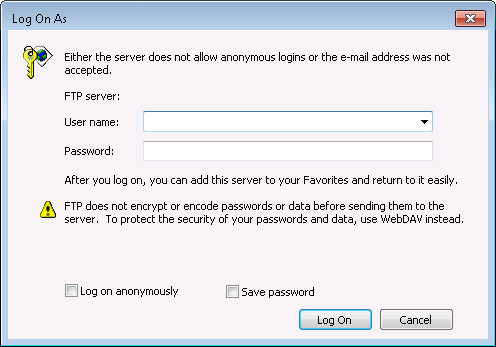 Log On As
Either the server does not allow anonymous logins or the e-mail address was not
accepted.
FTP server:
User name:
Password:
After you log on, you can add this server to your Favorites and return to it easily.
FTP does not encrypt or encode passwords or data before sending them to the
server.  To protect the security of your passwords and data, use WebDAV instead.
Log on anonymously
Save password
Log On
Cancel